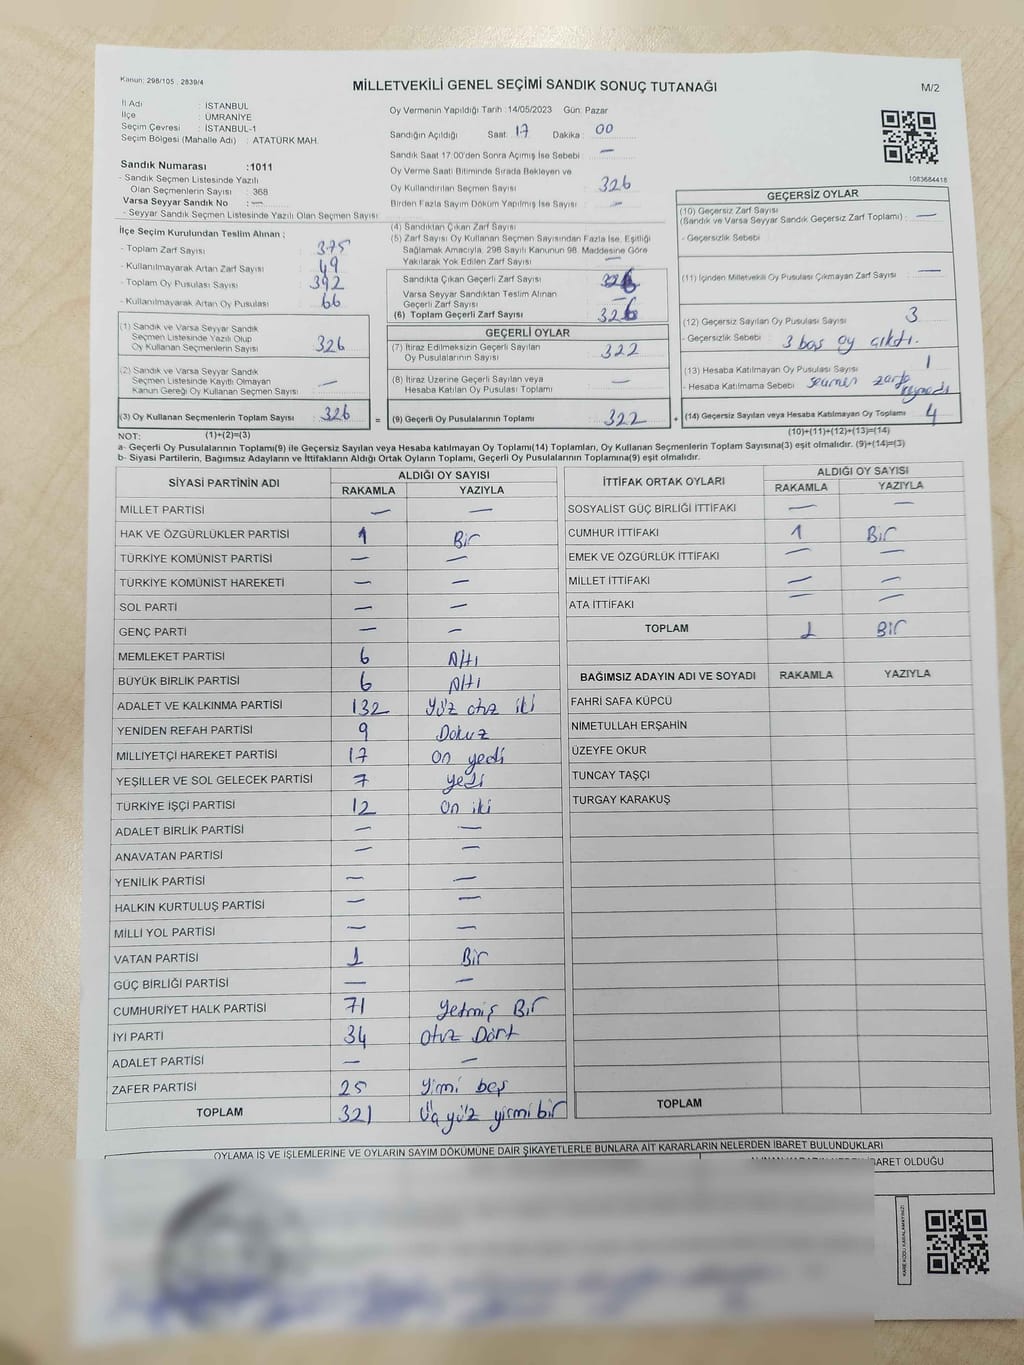 Kanun: 298/105 , 2839/4
MİLLETVEKİLİ GENEL SEÇİMİ SANDIK SONUÇ TUTANAĞI
M/2
İl Adı : İSTANBUL
İlçe : ÜMRANİYE
Seçim Çevresi : İSTANBUL-1
Seçim Bölgesi (Mahalle Adı) : ATATÜRK MAH.
Sandık Numarası :1011
- Sandık Seçmen Listesinde Yazılı
Olan Seçmenlerin Sayısı : 368
Varsa Seyyar Sandık No : —
- Seyyar Sandık Seçmen Listesinde Yazılı Olan Seçmen Sayısı
Oy Vermenin Yapıldığı Tarih :14/05/2023 Gün: Pazar
Sandığın Açıldığı Saat: 17 Dakika: 00
Sandık Saat 17:00'den Sonra Açımış İse Sebebi : —
Oy Verme Saati Bitiminde Sırada Bekleyen ve
Oy Kullandırılan Seçmen Sayısı : 326
Birden Fazla Sayım Döküm Yapılmış İse Sayısı : —
1083684418
İlçe Seçim Kurulundan Teslim Alınan ;
- Toplam Zarf Sayısı : 375
- Kullanılmayarak Artan Zarf Sayısı : 49
- Toplam Oy Pusulası Sayısı : 392
- Kullanılmayarak Artan Oy Pusulası : 66
(1) Sandık ve Varsa Seyyar Sandık
Seçmen Listesinde Yazılı Olup
Oy Kullanan Seçmenlerin Sayısı : 326
(2) Sandık ve Varsa Seyyar Sandık
Seçmen Listesinde Kayıtlı Olmayan
Kanun Gereği Oy Kullanan Seçmen Sayısı : —
(3) Oy Kullanan Seçmenlerin Toplam Sayısı : 326 =
(4) Sandıktan Çıkan Zarf Sayısı
(5) Zarf Sayısı Oy Kullanan Seçmen Sayısından Fazla İse, Eşitliği
Sağlamak Amacıyla, 298 Sayılı Kanunun 98. Maddesine Göre
Yakılarak Yok Edilen Zarf Sayısı : —
Sandıkta Çıkan Geçerli Zarf Sayısı : 326
Varsa Seyyar Sandıktan Teslim Alınan
Geçerli Zarf Sayısı : —
(6) Toplam Geçerli Zarf Sayısı : 326
GEÇERLİ OYLAR
(7) İtiraz Edilmeksizin Geçerli Sayılan
Oy Pusulalarının Sayısı : 322
(8) İtiraz Üzerine Geçerli Sayılan veya
Hesaba Katılan Oy Pusulası Toplamı : —
(9) Geçerli Oy Pusulalarının Toplamı : 322 +
GEÇERSİZ OYLAR
(10) Geçersiz Zarf Sayısı
(Sandık ve Varsa Seyyar Sandık Geçersiz Zarf Toplamı) : —
- Geçersizlik Sebebi
(11) İçinden Milletvekili Oy Pusulası Çıkmayan Zarf Sayısı : —
(12) Geçersiz Sayılan Oy Pusulası Sayısı : 3
- Geçersizlik Sebebi : 3 boş oy çıktı.
(13) Hesaba Katılmayan Oy Pusulası Sayısı : 1
- Hesaba Katılmama Sebebi : seçmen zarfa koymadı
(14) Geçersiz Sayılan veya Hesaba Katılmayan Oy Toplamı : 4
NOT: (1)+(2)=(3)
(10)+(11)+(12)+(13)=(14)
a- Geçerli Oy Pusulaları Toplamı(9) ile Geçersiz Sayılan veya Hesaba katılmayan Oy Toplamı(14) Toplamları, Oy Kullanan Seçmenlerin Toplam Sayısına(3) eşit olmalıdır. (9)+(14)=(3)
b- Siyasi Partilerin, Bağımsız Adayların ve İttifakların Aldığı Ortak Oyların Toplamı, Geçerli Oy Pusulalarının Toplamına(9) eşit olmalıdır.
SİYASİ PARTİNİN ADI ALDIĞI OY SAYISI
RAKAMLA YAZIYLA
MİLLET PARTİSİ — —
HAK VE ÖZGÜRLÜKLER PARTİSİ 1 Bir
TÜRKİYE KOMÜNİST PARTİSİ — —
TÜRKİYE KOMÜNİST HAREKETİ — —
SOL PARTİ — —
GENÇ PARTİ — —
MEMLEKET PARTİSİ 6 Altı
BÜYÜK BİRLİK PARTİSİ 6 Altı
ADALET VE KALKINMA PARTİSİ 132 Yüz otuz iki
YENİDEN REFAH PARTİSİ 9 Dokuz
MİLLİYETÇİ HAREKET PARTİSİ 17 On yedi
YEŞİLLER VE SOL GELECEK PARTİSİ 7 yedi
TÜRKİYE İŞÇİ PARTİSİ 12 On iki
ADALET BİRLİK PARTİSİ — —
ANAVATAN PARTİSİ — —
YENİLİK PARTİSİ — —
HALKIN KURTULUŞ PARTİSİ — —
MİLLİ YOL PARTİSİ — —
VATAN PARTİSİ 1 Bir
GÜÇ BİRLİĞİ PARTİSİ — —
CUMHURİYET HALK PARTİSİ 71 Yetmiş Bir
İYİ PARTİ 34 Otuz Dört
ADALET PARTİSİ — —
ZAFER PARTİSİ 25 Yirmi beş
TOPLAM 321 Üç yüz yirmi bir
İTTİFAK ORTAK OYLARI ALDIĞI OY SAYISI
RAKAMLA YAZIYLA
SOSYALİST GÜÇ BİRLİĞİ İTTİFAKI — —
CUMHUR İTTİFAKI 1 Bir
EMEK VE ÖZGÜRLÜK İTTİFAKI — —
MİLLET İTTİFAKI — —
ATA İTTİFAKI — —
TOPLAM 1 Bir
BAĞIMSIZ ADAYIN ADI VE SOYADI RAKAMLA YAZIYLA
FAHRİ SAFA KÜPCÜ
NİMETULLAH ERŞAHİN
ÜZEYFE OKUR
TUNCAY TAŞÇI
TURGAY KARAKUŞ
TOPLAM
OYLAMA İŞ VE İŞLEMLERİNE VE OYLARIN SAYIM DÖKÜMÜNE DAİR ŞİKAYETLERLE BUNLARA AİT KARARLARIN NELERDEN İBARET BULUNDUKLARI
İBARET OLDUĞU